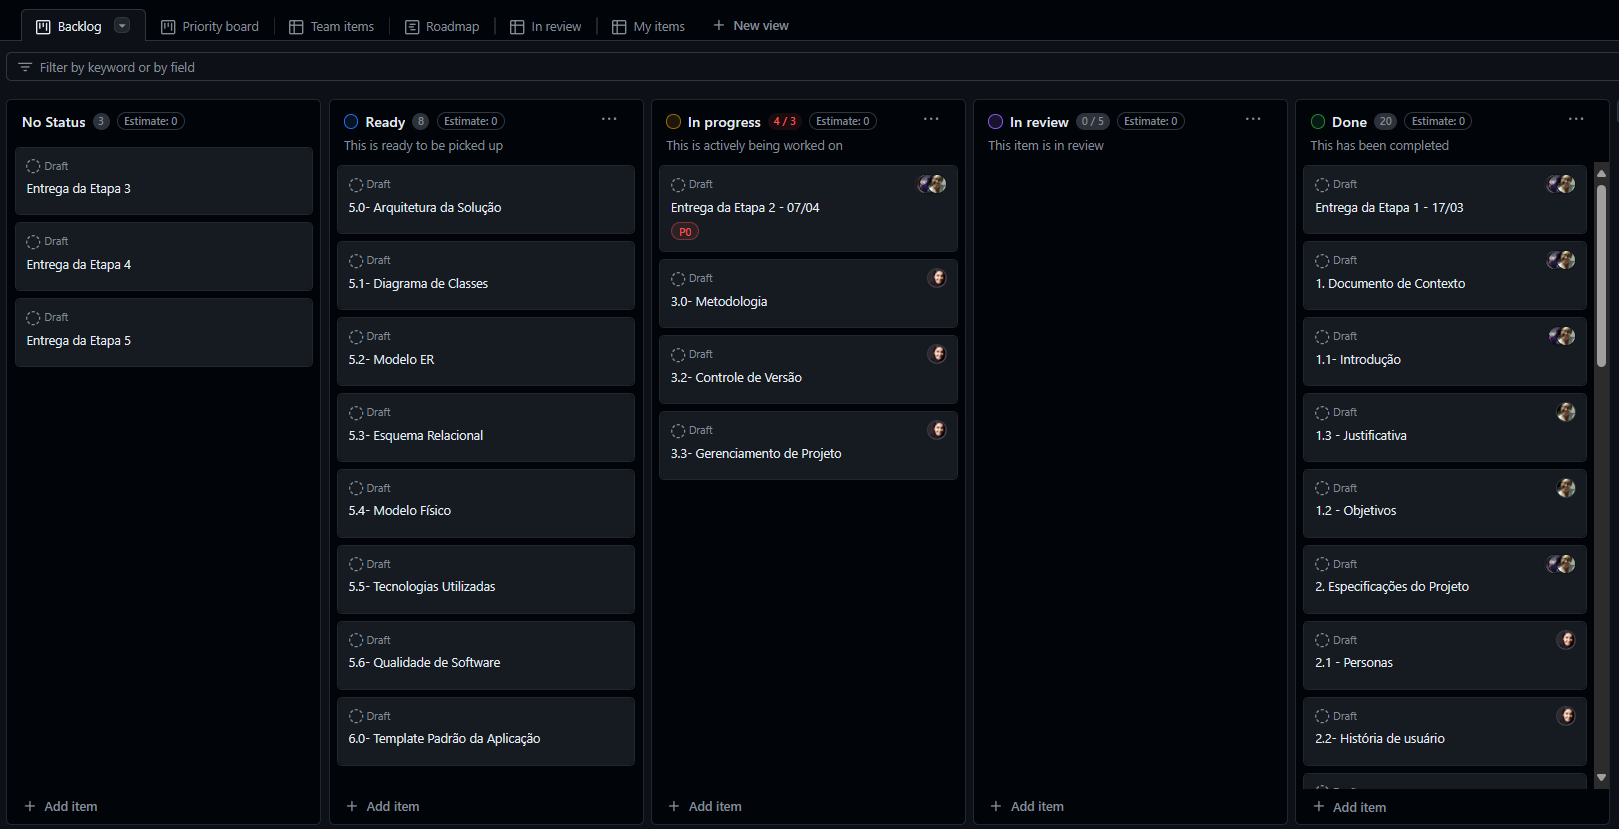 Backlog
Priority board
Team items
Roadmap
In review
My items
New view
Filter by keyword or by field
No Status 3 Estimate: 0
Draft
Entrega da Etapa 3
Draft
Entrega da Etapa 4
Draft
Entrega da Etapa 5
Add item
Ready 8 Estimate: 0
This is ready to be picked up
Draft
5.0- Arquitetura da Solução
Draft
5.1- Diagrama de Classes
Draft
5.2- Modelo ER
Draft
5.3- Esquema Relacional
Draft
5.4- Modelo Físico
Draft
5.5- Tecnologias Utilizadas
Draft
5.6- Qualidade de Software
Draft
6.0- Template Padrão da Aplicação
Add item
In progress 4 / 3 Estimate: 0
This is actively being worked on
Draft
Entrega da Etapa 2 - 07/04
P0
Draft
3.0- Metodologia
Draft
3.2- Controle de Versão
Draft
3.3- Gerenciamento de Projeto
Add item
In review 0 / 5 Estimate: 0
This item is in review
Add item
Done 20 Estimate: 0
This has been completed
Draft
Entrega da Etapa 1 - 17/03
Draft
1. Documento de Contexto
Draft
1.1- Introdução
Draft
1.3 - Justificativa
Draft
1.2 - Objetivos
Draft
2. Especificações do Projeto
Draft
2.1 - Personas
Draft
2.2- História de usuário
Add item